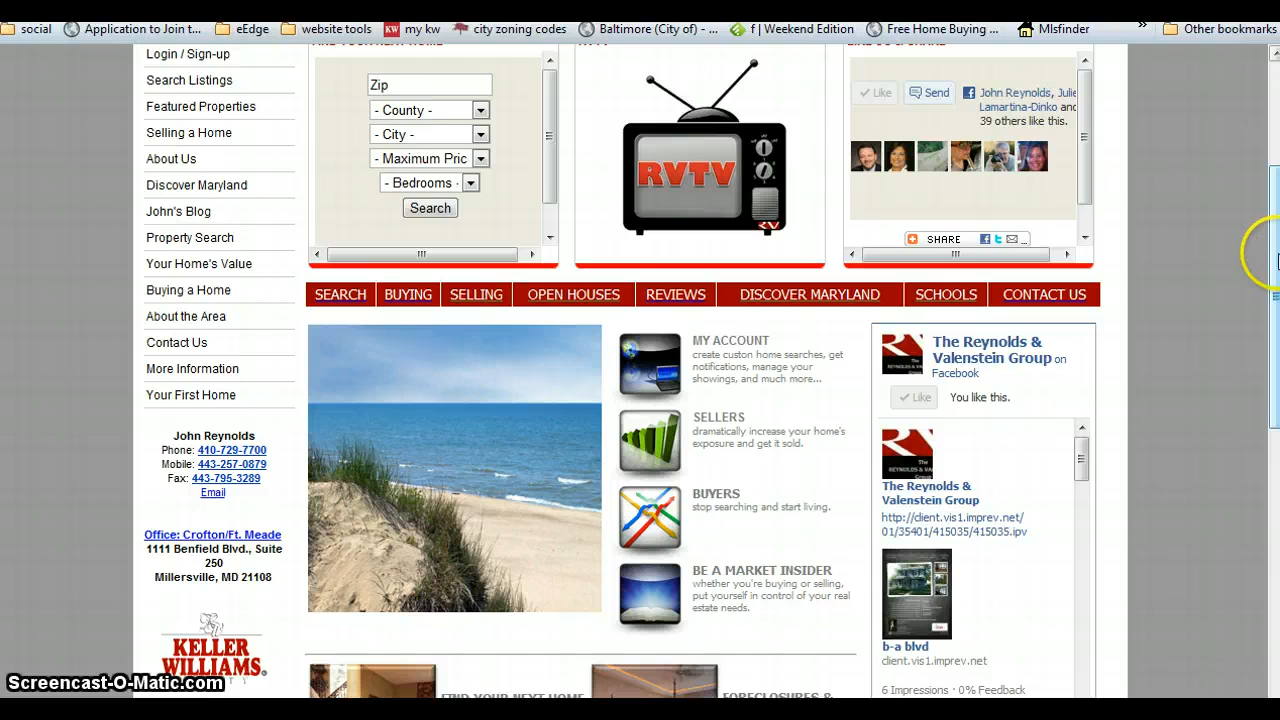 social
Application to Join t...
eEdge
website tools
KW my kw
city zoning codes
Baltimore (City of) - ...
f | Weekend Edition
Free Home Buying ...
Mlsfinder
»
Other bookmarks
Login / Sign-up
Search Listings
Featured Properties
Selling a Home
About Us
Discover Maryland
John's Blog
Property Search
Your Home's Value
Buying a Home
About the Area
Contact Us
More Information
Your First Home
John Reynolds
Phone: 410-729-7700
Mobile: 443-257-0879
Fax: 443-795-3289
Email
Office: Crofton/Ft. Meade
1111 Benfield Blvd., Suite
250
Millersville, MD 21108
KELLER
WILLIAMS
Zip
- County -
- City -
- Maximum Pric
- Bedrooms -
Search
RVTV
RV
Like
Send
John Reynolds, Julie
Lamartina-Dinko and
39 others like this.
SHARE
...
SEARCH
BUYING
SELLING
OPEN HOUSES
REVIEWS
DISCOVER MARYLAND
SCHOOLS
CONTACT US
MY ACCOUNT
create custon home searches, get
notifications, manage your
showings, and much more...
SELLERS
dramatically increase your home's
exposure and get it sold.
BUYERS
stop searching and start living.
BE A MARKET INSIDER
whether you're buying or selling,
put yourself in control of your real
estate needs.
The Reynolds &
Valenstein Group on
Facebook
Like
You like this.
The Reynolds &
Valenstein Group
http://client.vis1.imprev.net/
01/35401/415035/415035.ipv
b-a blvd
client.vis1.imprev.net
6 Impressions · 0% Feedback
FIND YOUR NEXT HOME
FORECLOSURES &
Screencast-O-Matic.com